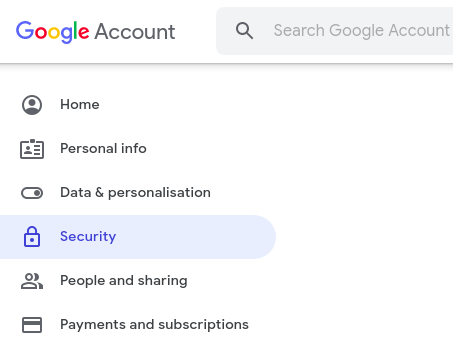 Google Account
Search Google Account
Home
Personal info
Data & personalisation
Security
People and sharing
Payments and subscriptions